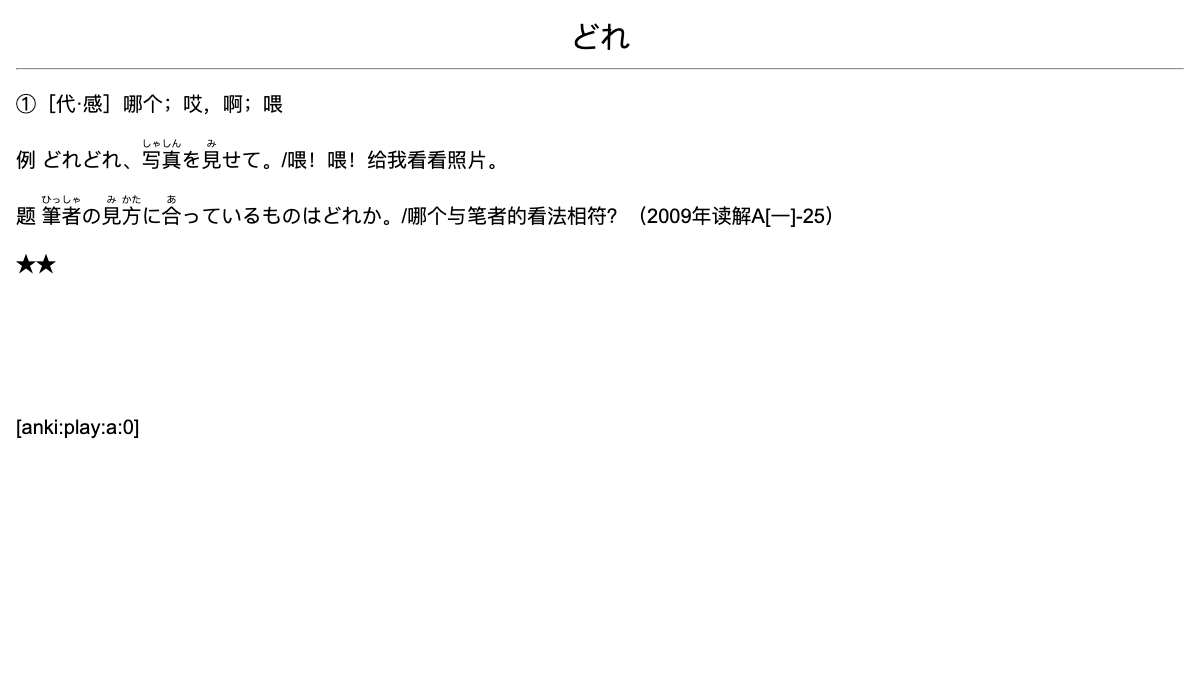 どれ
①［代·感］哪个；哎，啊；喂
しゃしん み
例 どれどれ、写真を見せて。/喂！喂！给我看看照片。
ひっしゃ み かた あ
题 筆者の見方に合っているものはどれか。/哪个与笔者的看法相符？（2009年读解A[一]-25）
★★
[anki:play:a:0]